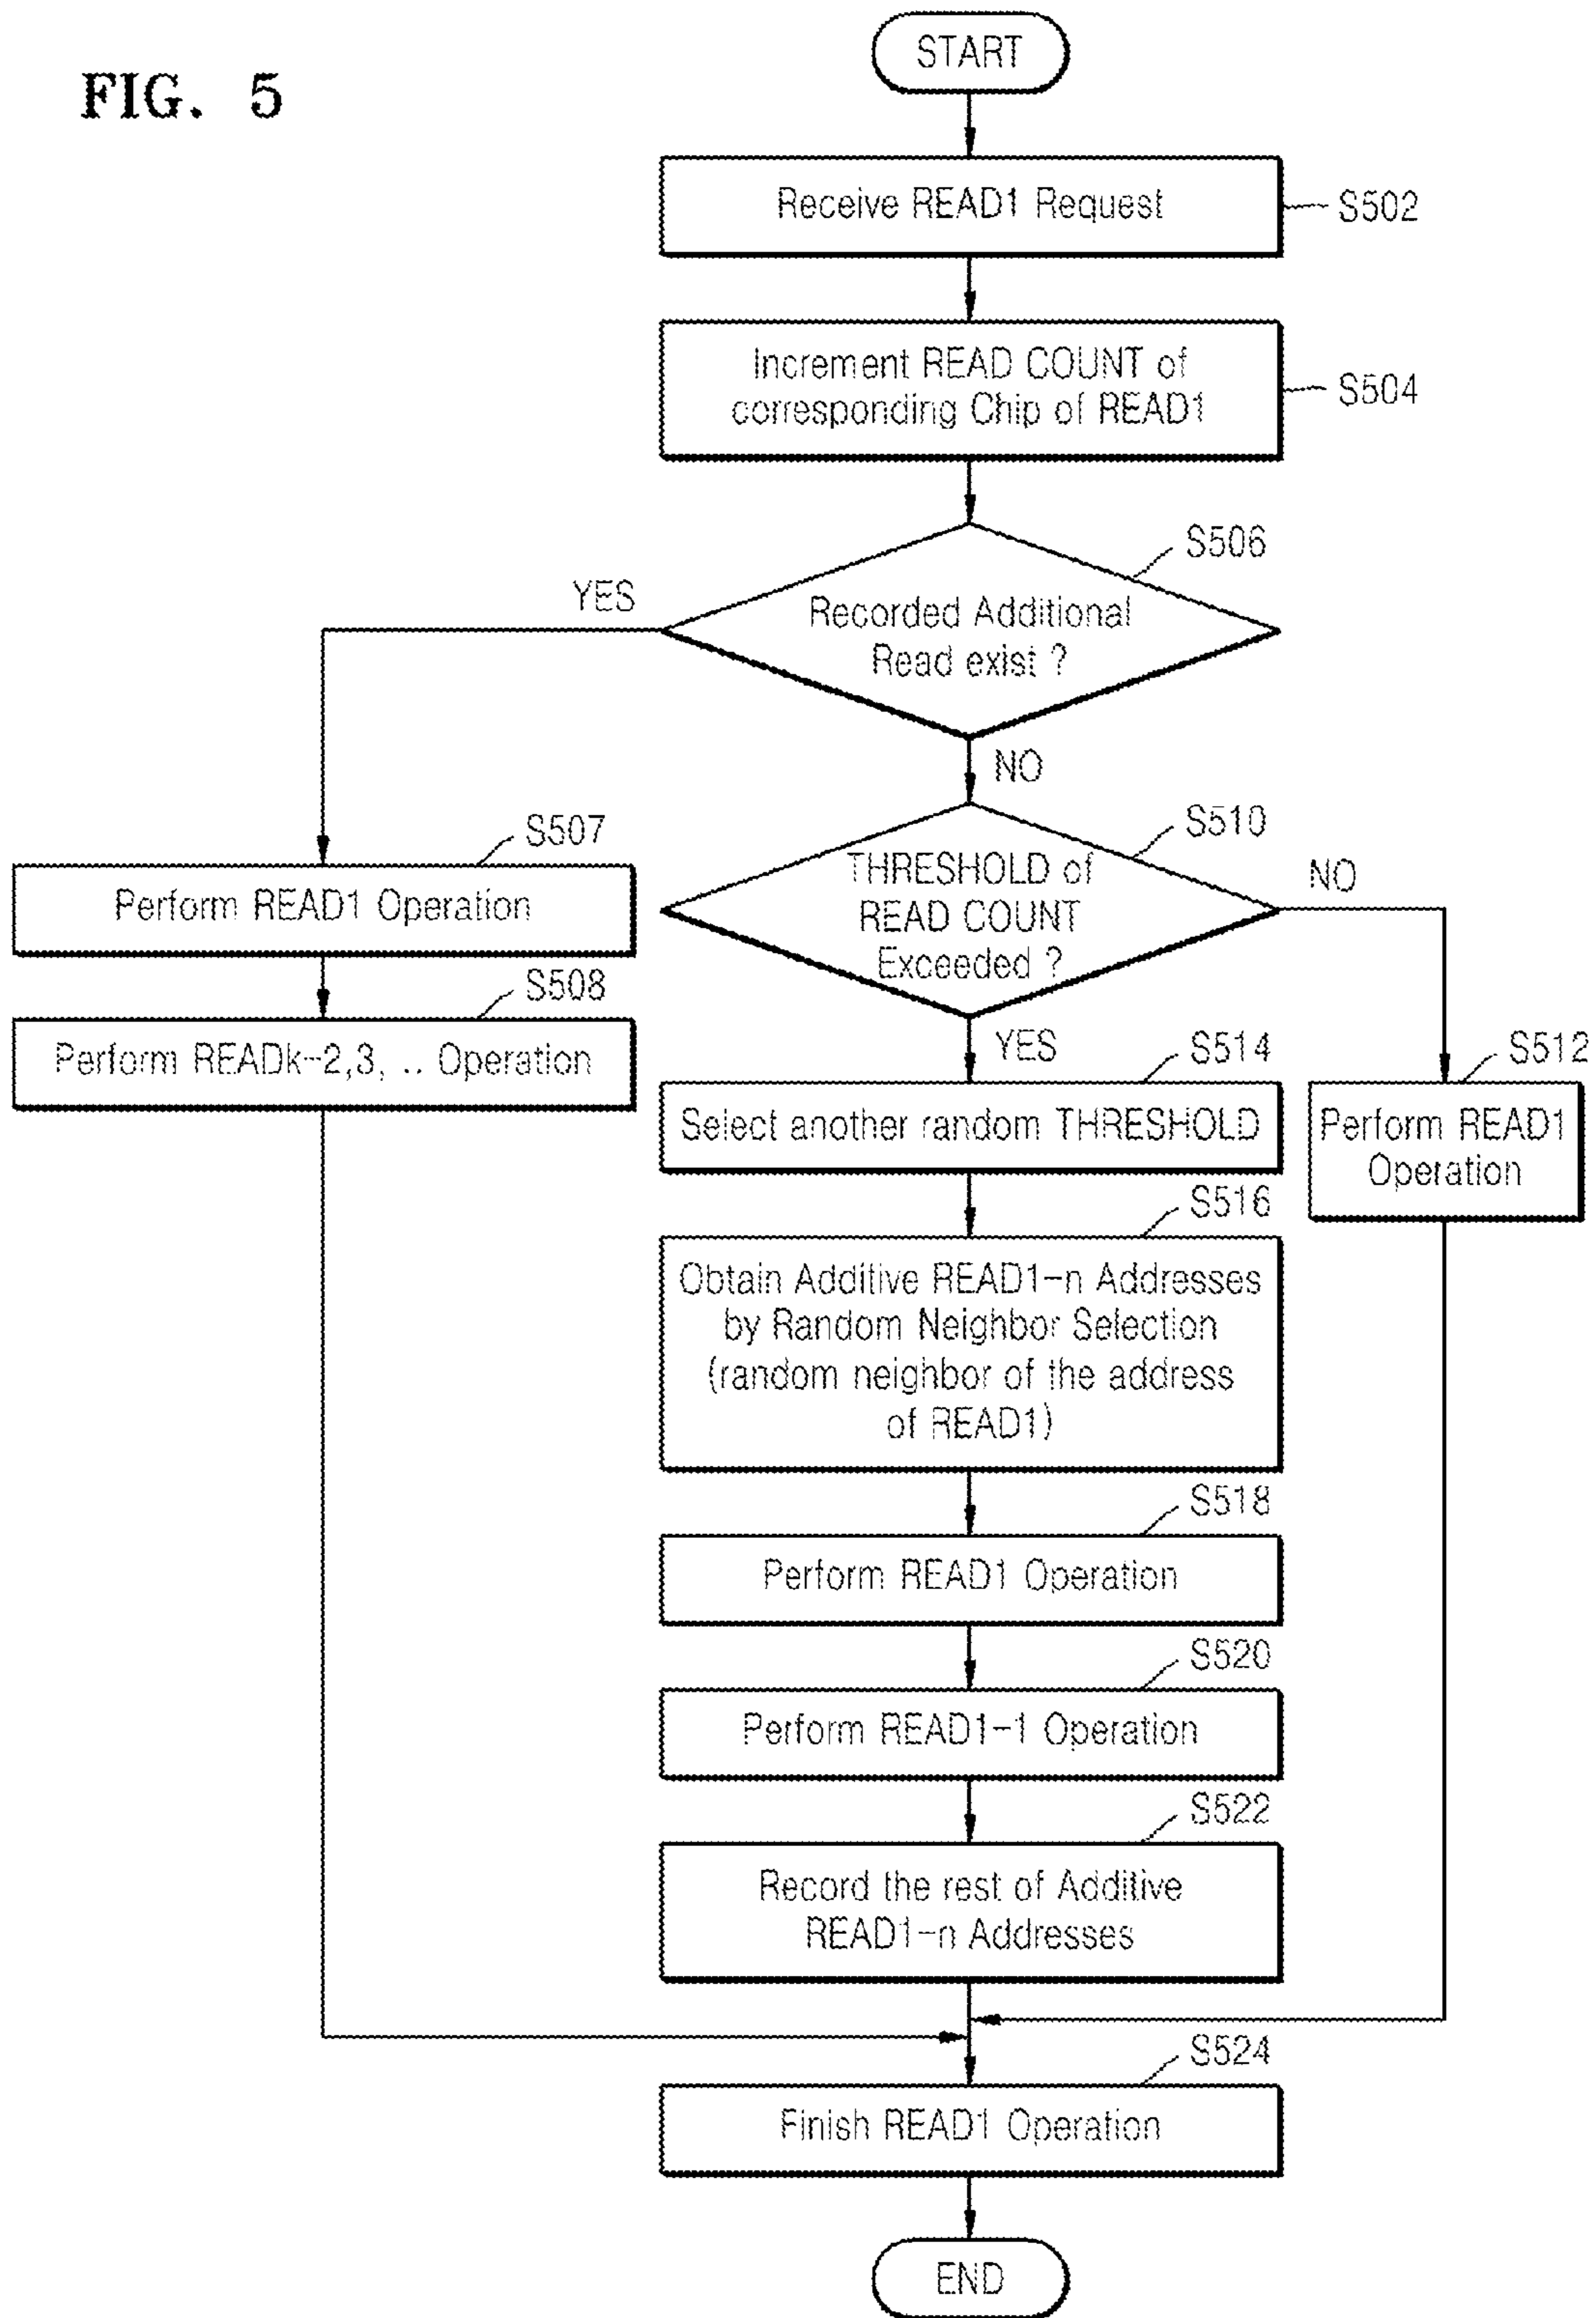 FIG. 5
START
Receive READ1 Request
S502
Increment READ COUNT of
corresponding Chip of READ1
S504
S506
YES
Recorded Additional
Read exist ?
NO
S510
THRESHOLD of
READ COUNT
Exceeded ?
NO
S507
Perform READ1 Operation
S508
Perform READk-2,3, .. Operation
YES
S514
Select another random THRESHOLD
S512
Perform READ1
Operation
S516
Obtain Additive READ1-n Addresses
by Random Neighbor Selection
(random neighbor of the address
of READ1)
S518
Perform READ1 Operation
S520
Perform READ1-1 Operation
S522
Record the rest of Additive
READ1-n Addresses
S524
Finish READ1 Operation
END